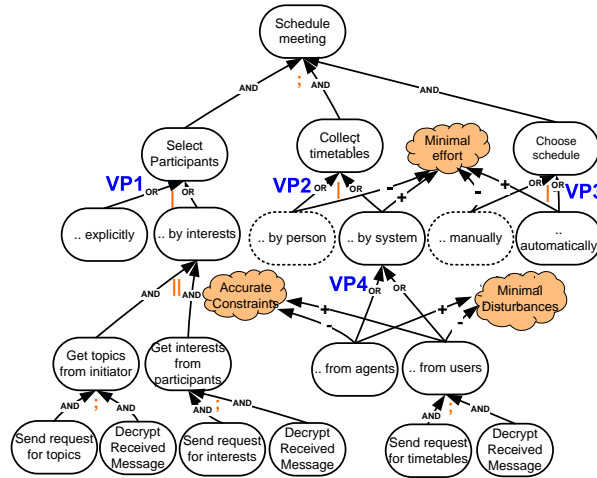 Schedule
meeting
AND
;
AND
AND
Select
Participants
Collect
timetables
Minimal
effort
Choose
schedule
VP1
OR
|
OR
VP2
OR
|
OR
-
+
-
+
|
OR
VP3
.. explicitly
.. by interests
.. by person
.. by system
.. manually
..
automatically
VP4
OR
OR
AND
||
AND
Accurate
Constraints
+
-
+
-
Minimal
Disturbances
Get topics
from initiator
Get interests
from
participants
.. from agents
.. from users
AND
;
AND
AND
;
AND
AND
;
AND
Send request
for topics
Decrypt
Received
Message
Send request
for interests
Decrypt
Received
Message
Send request
for timetables
Decrypt
Received
Message